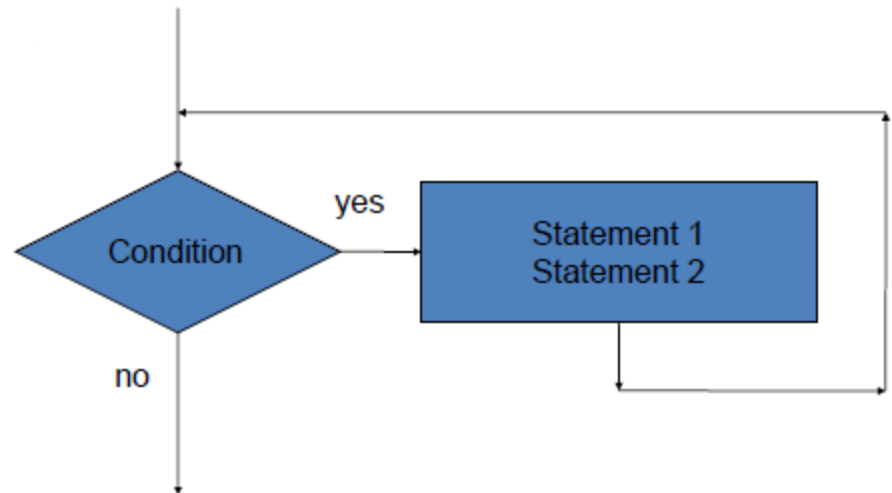 yes
Condition
Statement 1
Statement 2
no